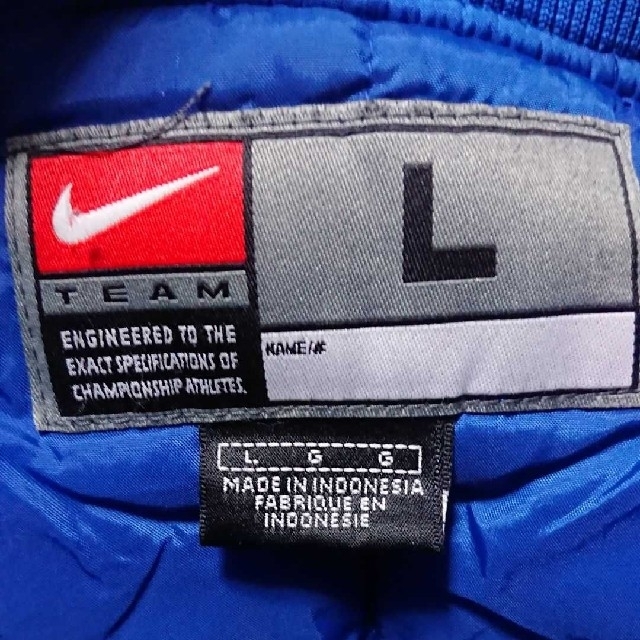 TEAM
ENGINEERED TO THE
EXACT SPECIFICATIONS OF
CHAMPIONSHIP ATHLETES.
L
NAME/#
L G G
MADE IN INDONESIA
FABRIQUE EN
INDONESIE